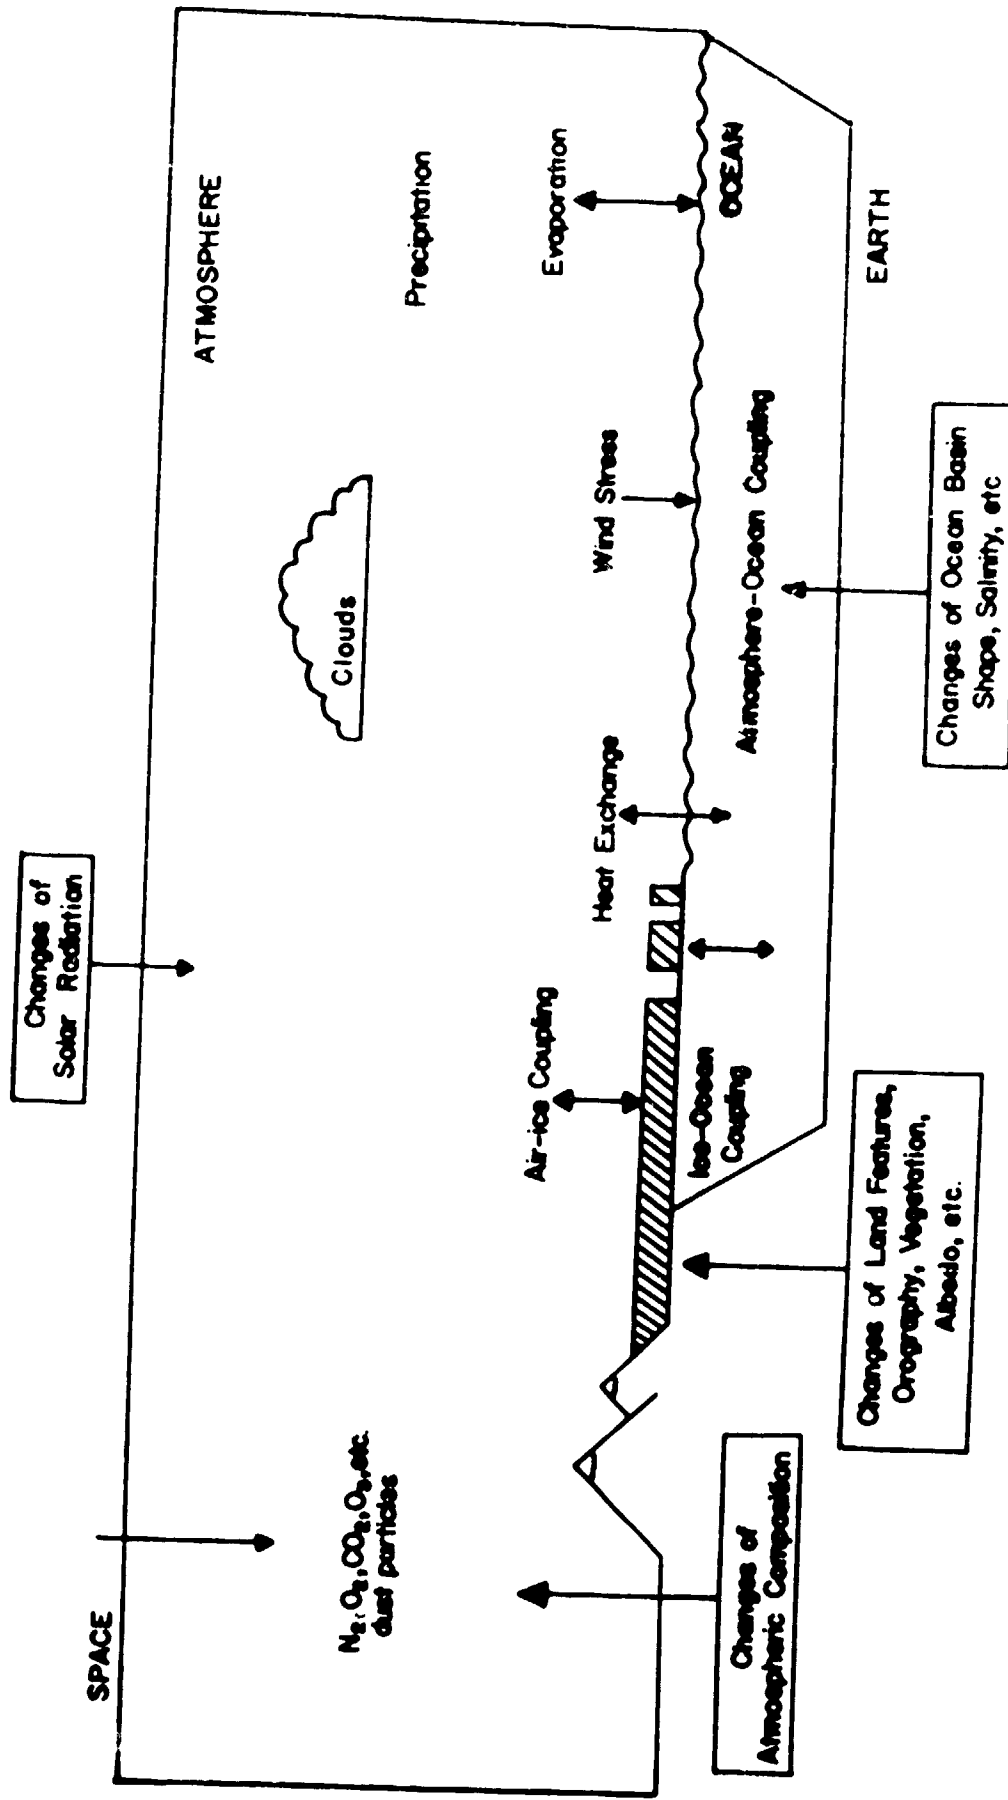 Changes of
Solar Radiation
SPACE
ATMOSPHERE
Clouds
N2, O2, CO2, O3, etc.
dust particles
Precipitation
Evaporation
Air-ice Coupling
Heat Exchange
Wind Stress
Ice-Ocean
Coupling
Atmosphere-Ocean Coupling
OCEAN
EARTH
Changes of
Atmospheric Composition
Changes of Land Features,
Orography, Vegetation,
Albedo, etc.
Changes of Ocean Basin
Shape, Salinity, etc